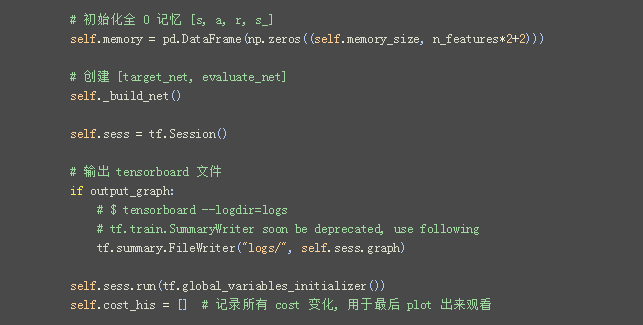 # 初始化全 0 记忆 [s, a, r, s_]
self.memory = pd.DataFrame(np.zeros((self.memory_size, n_features*2+2)))
# 创建 [target_net, evaluate_net]
self._build_net()
self.sess = tf.Session()
# 输出 tensorboard 文件
if output_graph:
# $ tensorboard --logdir=logs
# tf.train.SummaryWriter soon be deprecated, use following
tf.summary.FileWriter("logs/", self.sess.graph)
self.sess.run(tf.global_variables_initializer())
self.cost_his = []  # 记录所有 cost 变化, 用于最后 plot 出来观看